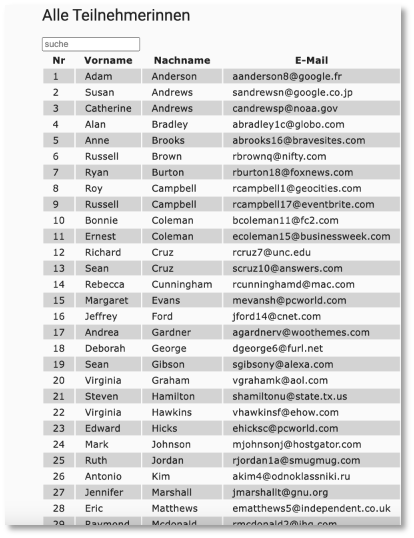 Alle Teilnehmerinnen
suche
Nr Vorname Nachname E-Mail
1 Adam Anderson aanderson8@google.fr
2 Susan Andrews sandrewsn@google.co.jp
3 Catherine Andrews candrewsp@noaa.gov
4 Alan Bradley abradley1c@globo.com
5 Anne Brooks abrooks16@bravesites.com
6 Russell Brown rbrownq@nifty.com
7 Ryan Burton rburton18@foxnews.com
8 Roy Campbell rcampbell1@geocities.com
9 Russell Campbell rcampbell17@eventbrite.com
10 Bonnie Coleman bcoleman11@fc2.com
11 Ernest Coleman ecoleman15@businessweek.com
12 Richard Cruz rcruz7@unc.edu
13 Sean Cruz scruz10@answers.com
14 Rebecca Cunningham rcunninghamd@mac.com
15 Margaret Evans mevansh@pcworld.com
16 Jeffrey Ford jford14@cnet.com
17 Andrea Gardner agardnerv@woothemes.com
18 Deborah George dgeorge6@furl.net
19 Sean Gibson sgibsony@alexa.com
20 Virginia Graham vgrahamk@aol.com
21 Steven Hamilton shamiltonu@state.tx.us
22 Virginia Hawkins vhawkinsf@ehow.com
23 Edward Hicks ehicksc@pcworld.com
24 Mark Johnson mjohnsonj@hostgator.com
25 Ruth Jordan rjordan1a@smugmug.com
26 Antonio Kim akim4@odnoklassniki.ru
27 Jennifer Marshall jmarshallt@gnu.org
28 Eric Matthews ematthews5@independent.co.uk
29 Raymond Mcdonald rmcdonald2@ibg.com